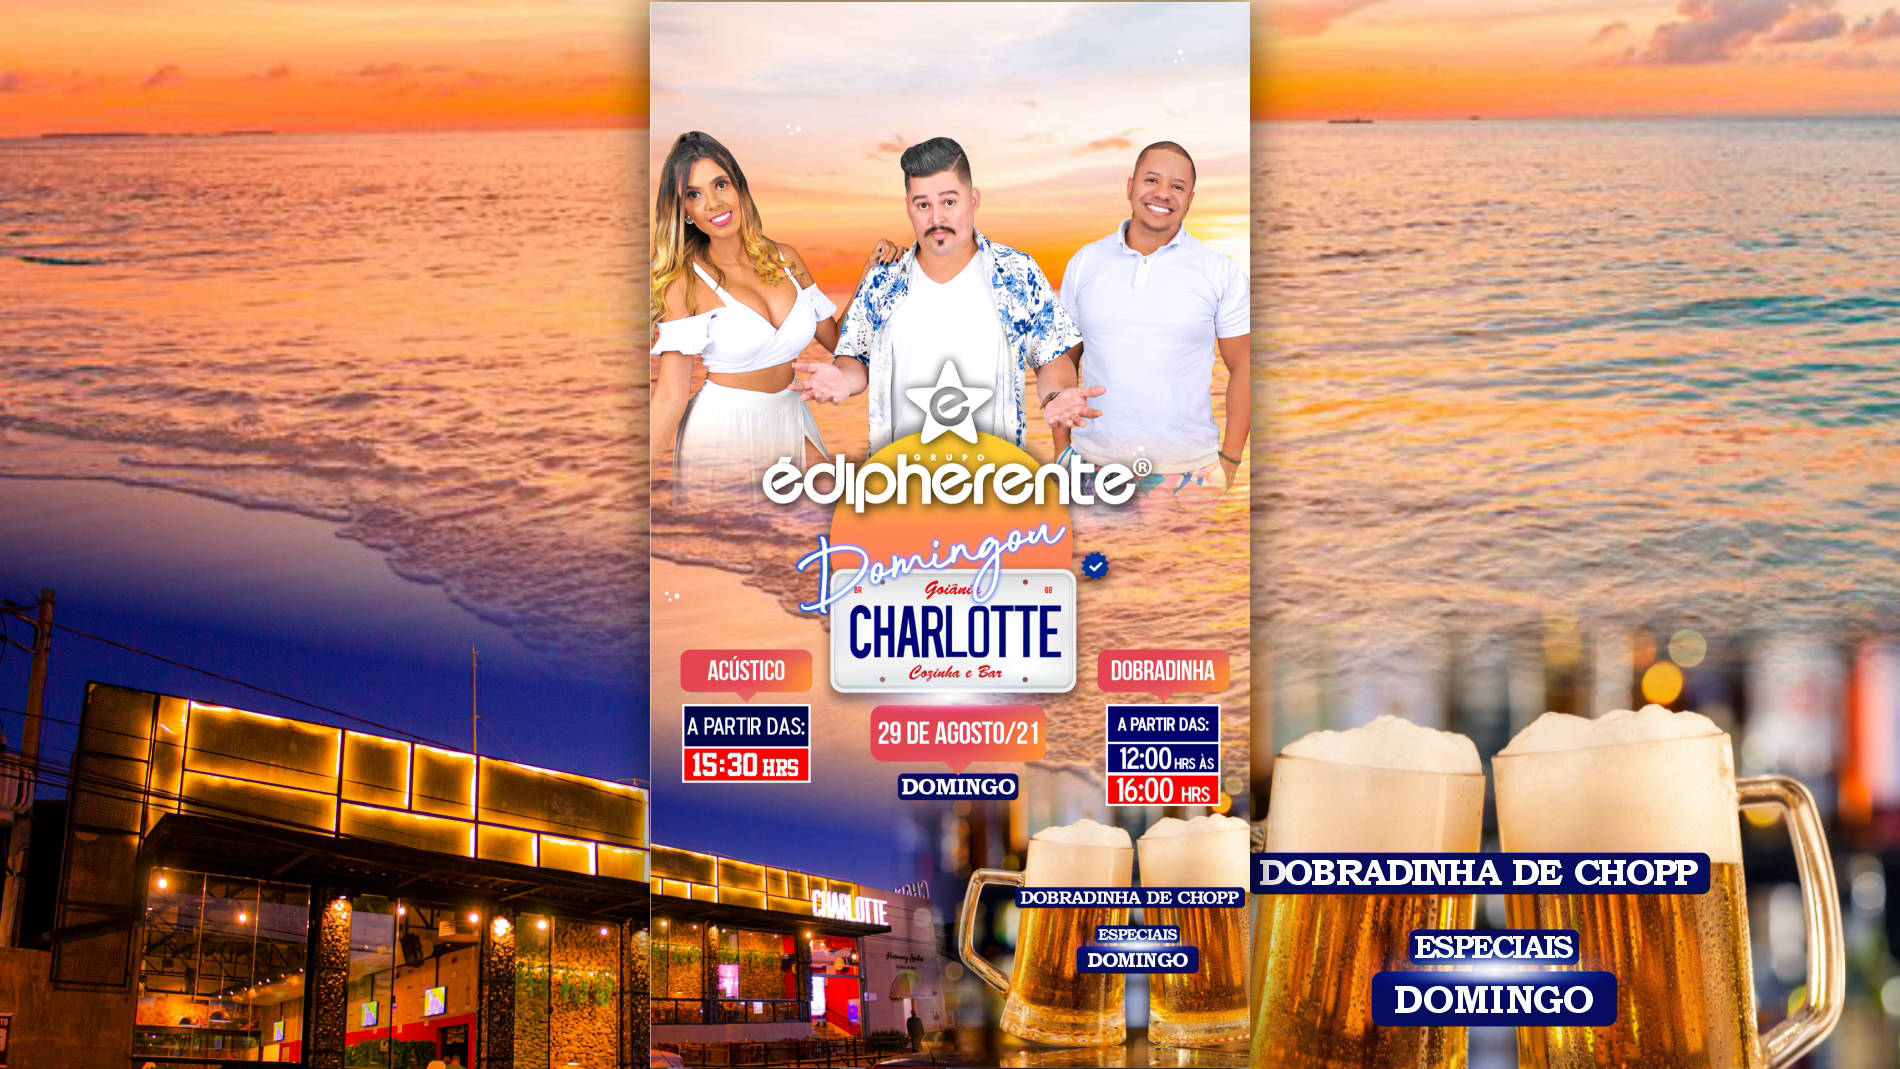 e
GRUPO
édipherente®
Domingou
BR
Goiânia
GO
CHARLOTTE
Cozinha e Bar
ACÚSTICO
A PARTIR DAS:
15:30 HRS
29 DE AGOSTO/21
DOMINGO
DOBRADINHA
A PARTIR DAS:
12:00 HRS ÀS
16:00 HRS
CHARLOTTE
DOBRADINHA DE CHOPP
ESPECIAIS
DOMINGO
DOBRADINHA DE CHOPP
ESPECIAIS
DOMINGO